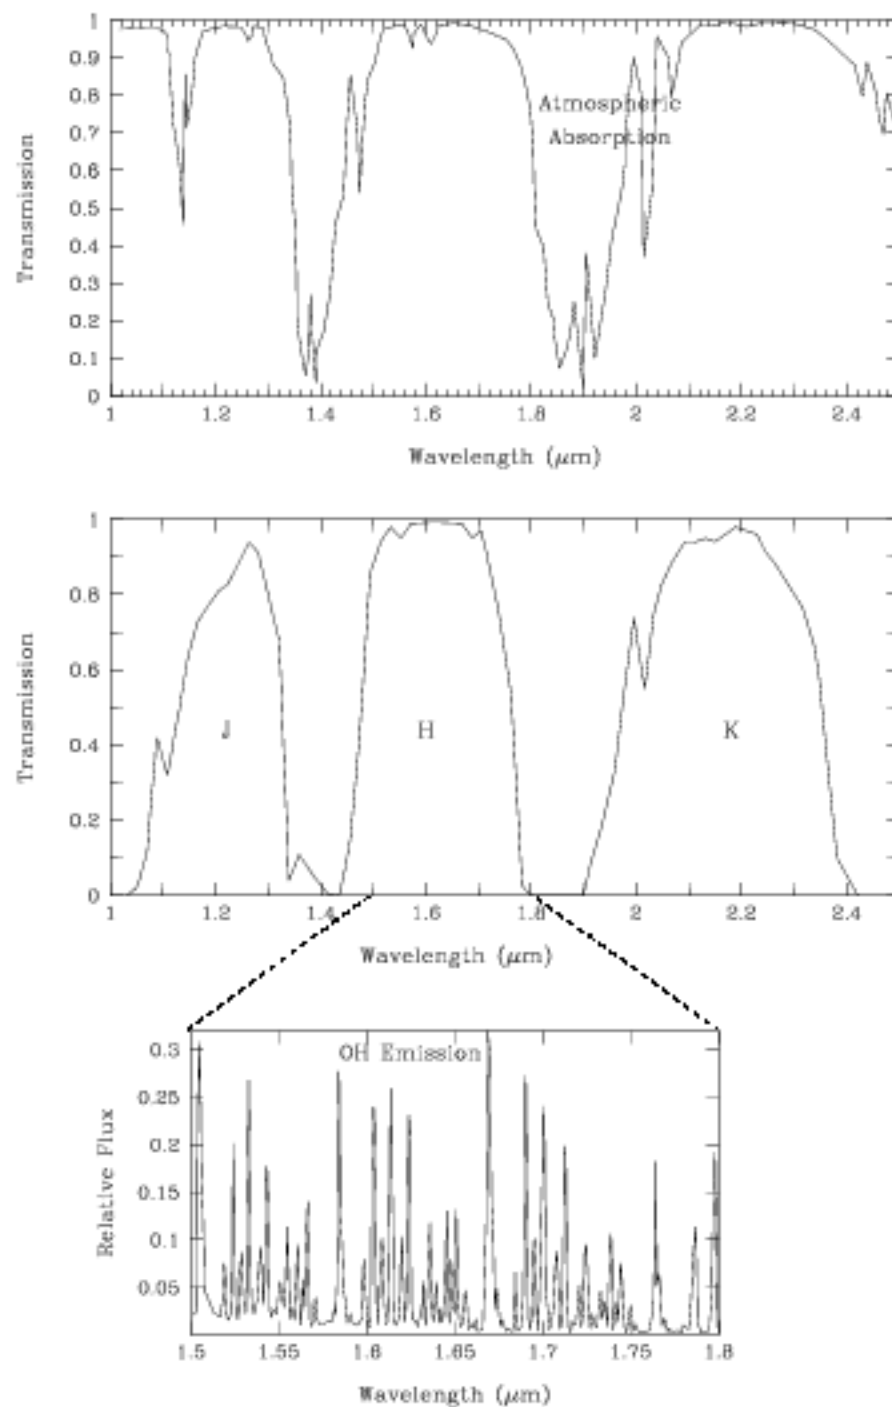 1
0.9
0.8
0.7
0.6
0.5
0.4
0.3
0.2
0.1
0
Transmission
Atmospheric
Absorption
1 1.2 1.4 1.6 1.8 2 2.2 2.4
Wavelength (μm)
1
0.8
0.6
0.4
0.2
0
Transmission
J H K
1 1.2 1.4 1.6 1.8 2 2.2 2.4
Wavelength (μm)
0.3
0.25
0.2
0.15
0.1
0.05
Relative Flux
OH Emission
1.5 1.55 1.6 1.65 1.7 1.75 1.8
Wavelength (μm)